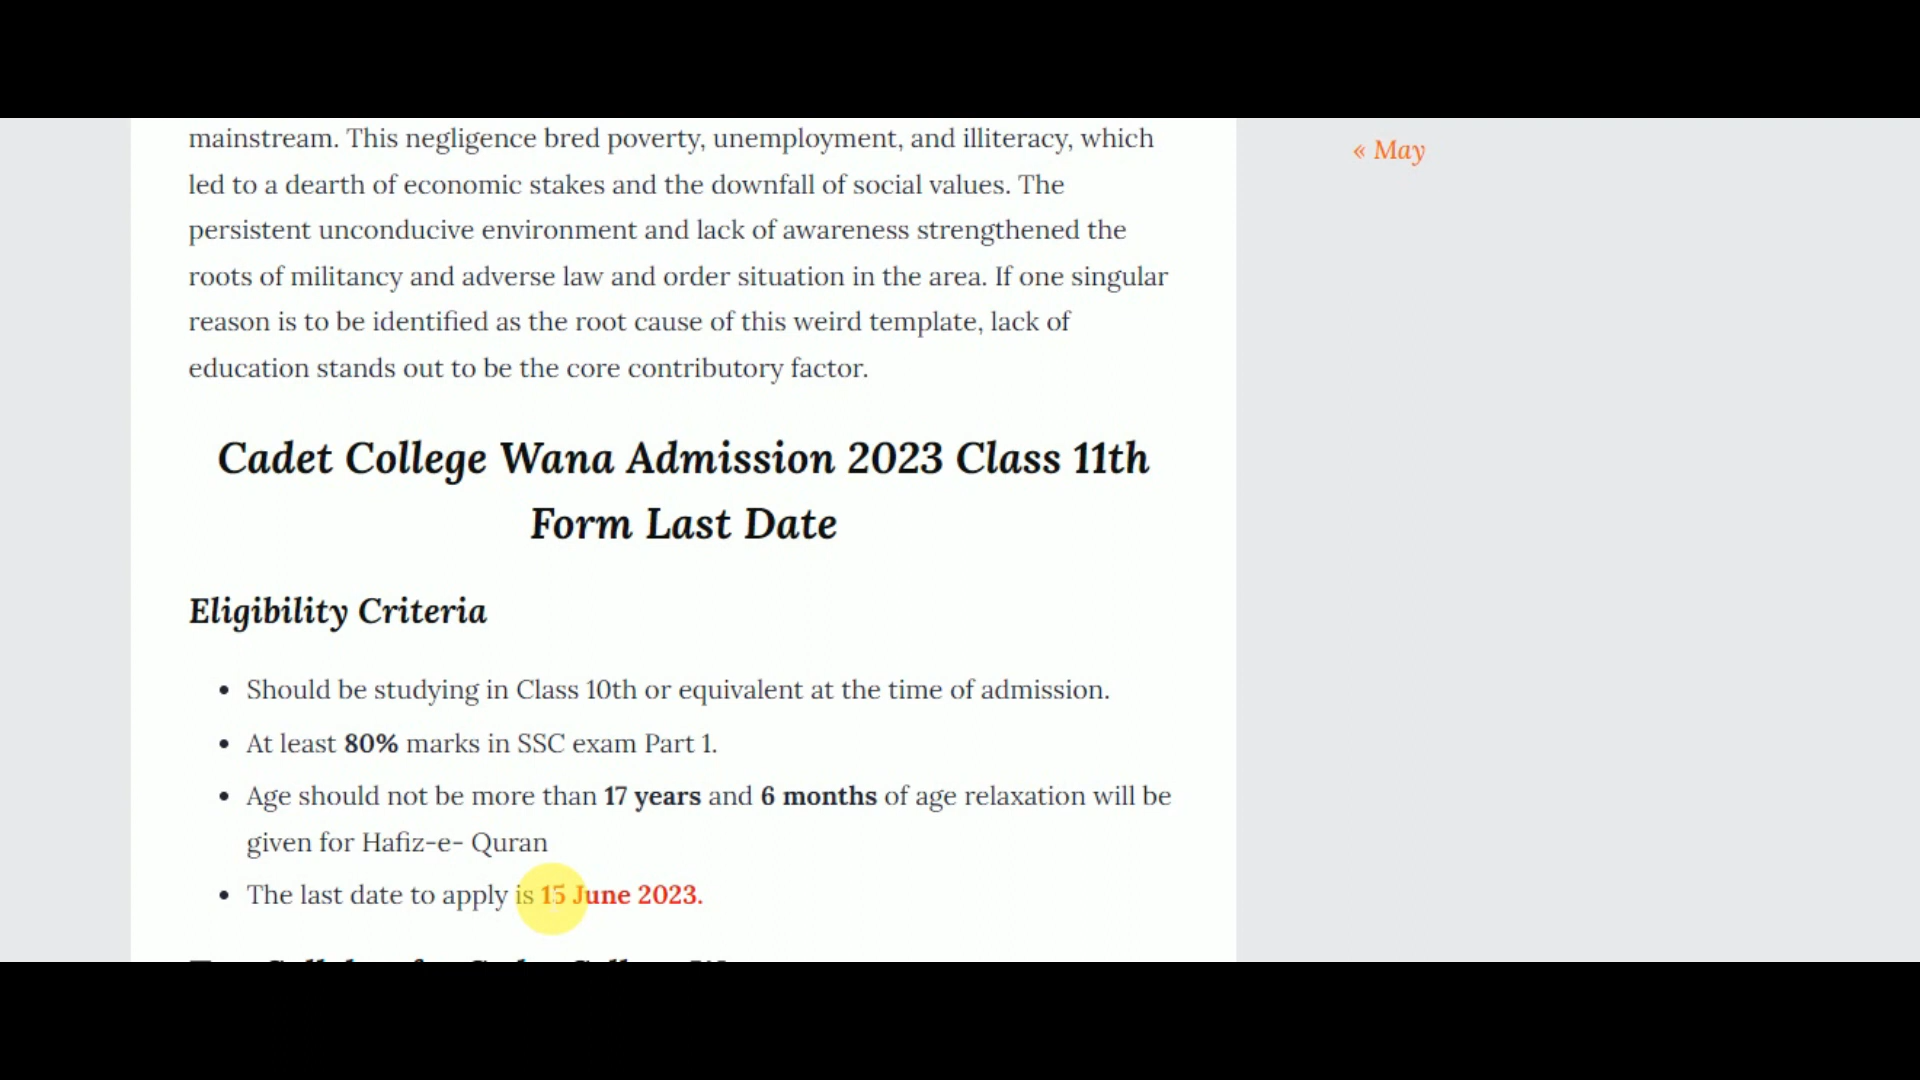 mainstream. This negligence bred poverty, unemployment, and illiteracy, which
led to a dearth of economic stakes and the downfall of social values. The
persistent unconducive environment and lack of awareness strengthened the
roots of militancy and adverse law and order situation in the area. If one singular
reason is to be identified as the root cause of this weird template, lack of
education stands out to be the core contributory factor.
Cadet College Wana Admission 2023 Class 11th
Form Last Date
Eligibility Criteria
• Should be studying in Class 10th or equivalent at the time of admission.
• At least 80% marks in SSC exam Part 1.
• Age should not be more than 17 years and 6 months of age relaxation will be
given for Hafiz-e- Quran
• The last date to apply is 15 June 2023.
« May